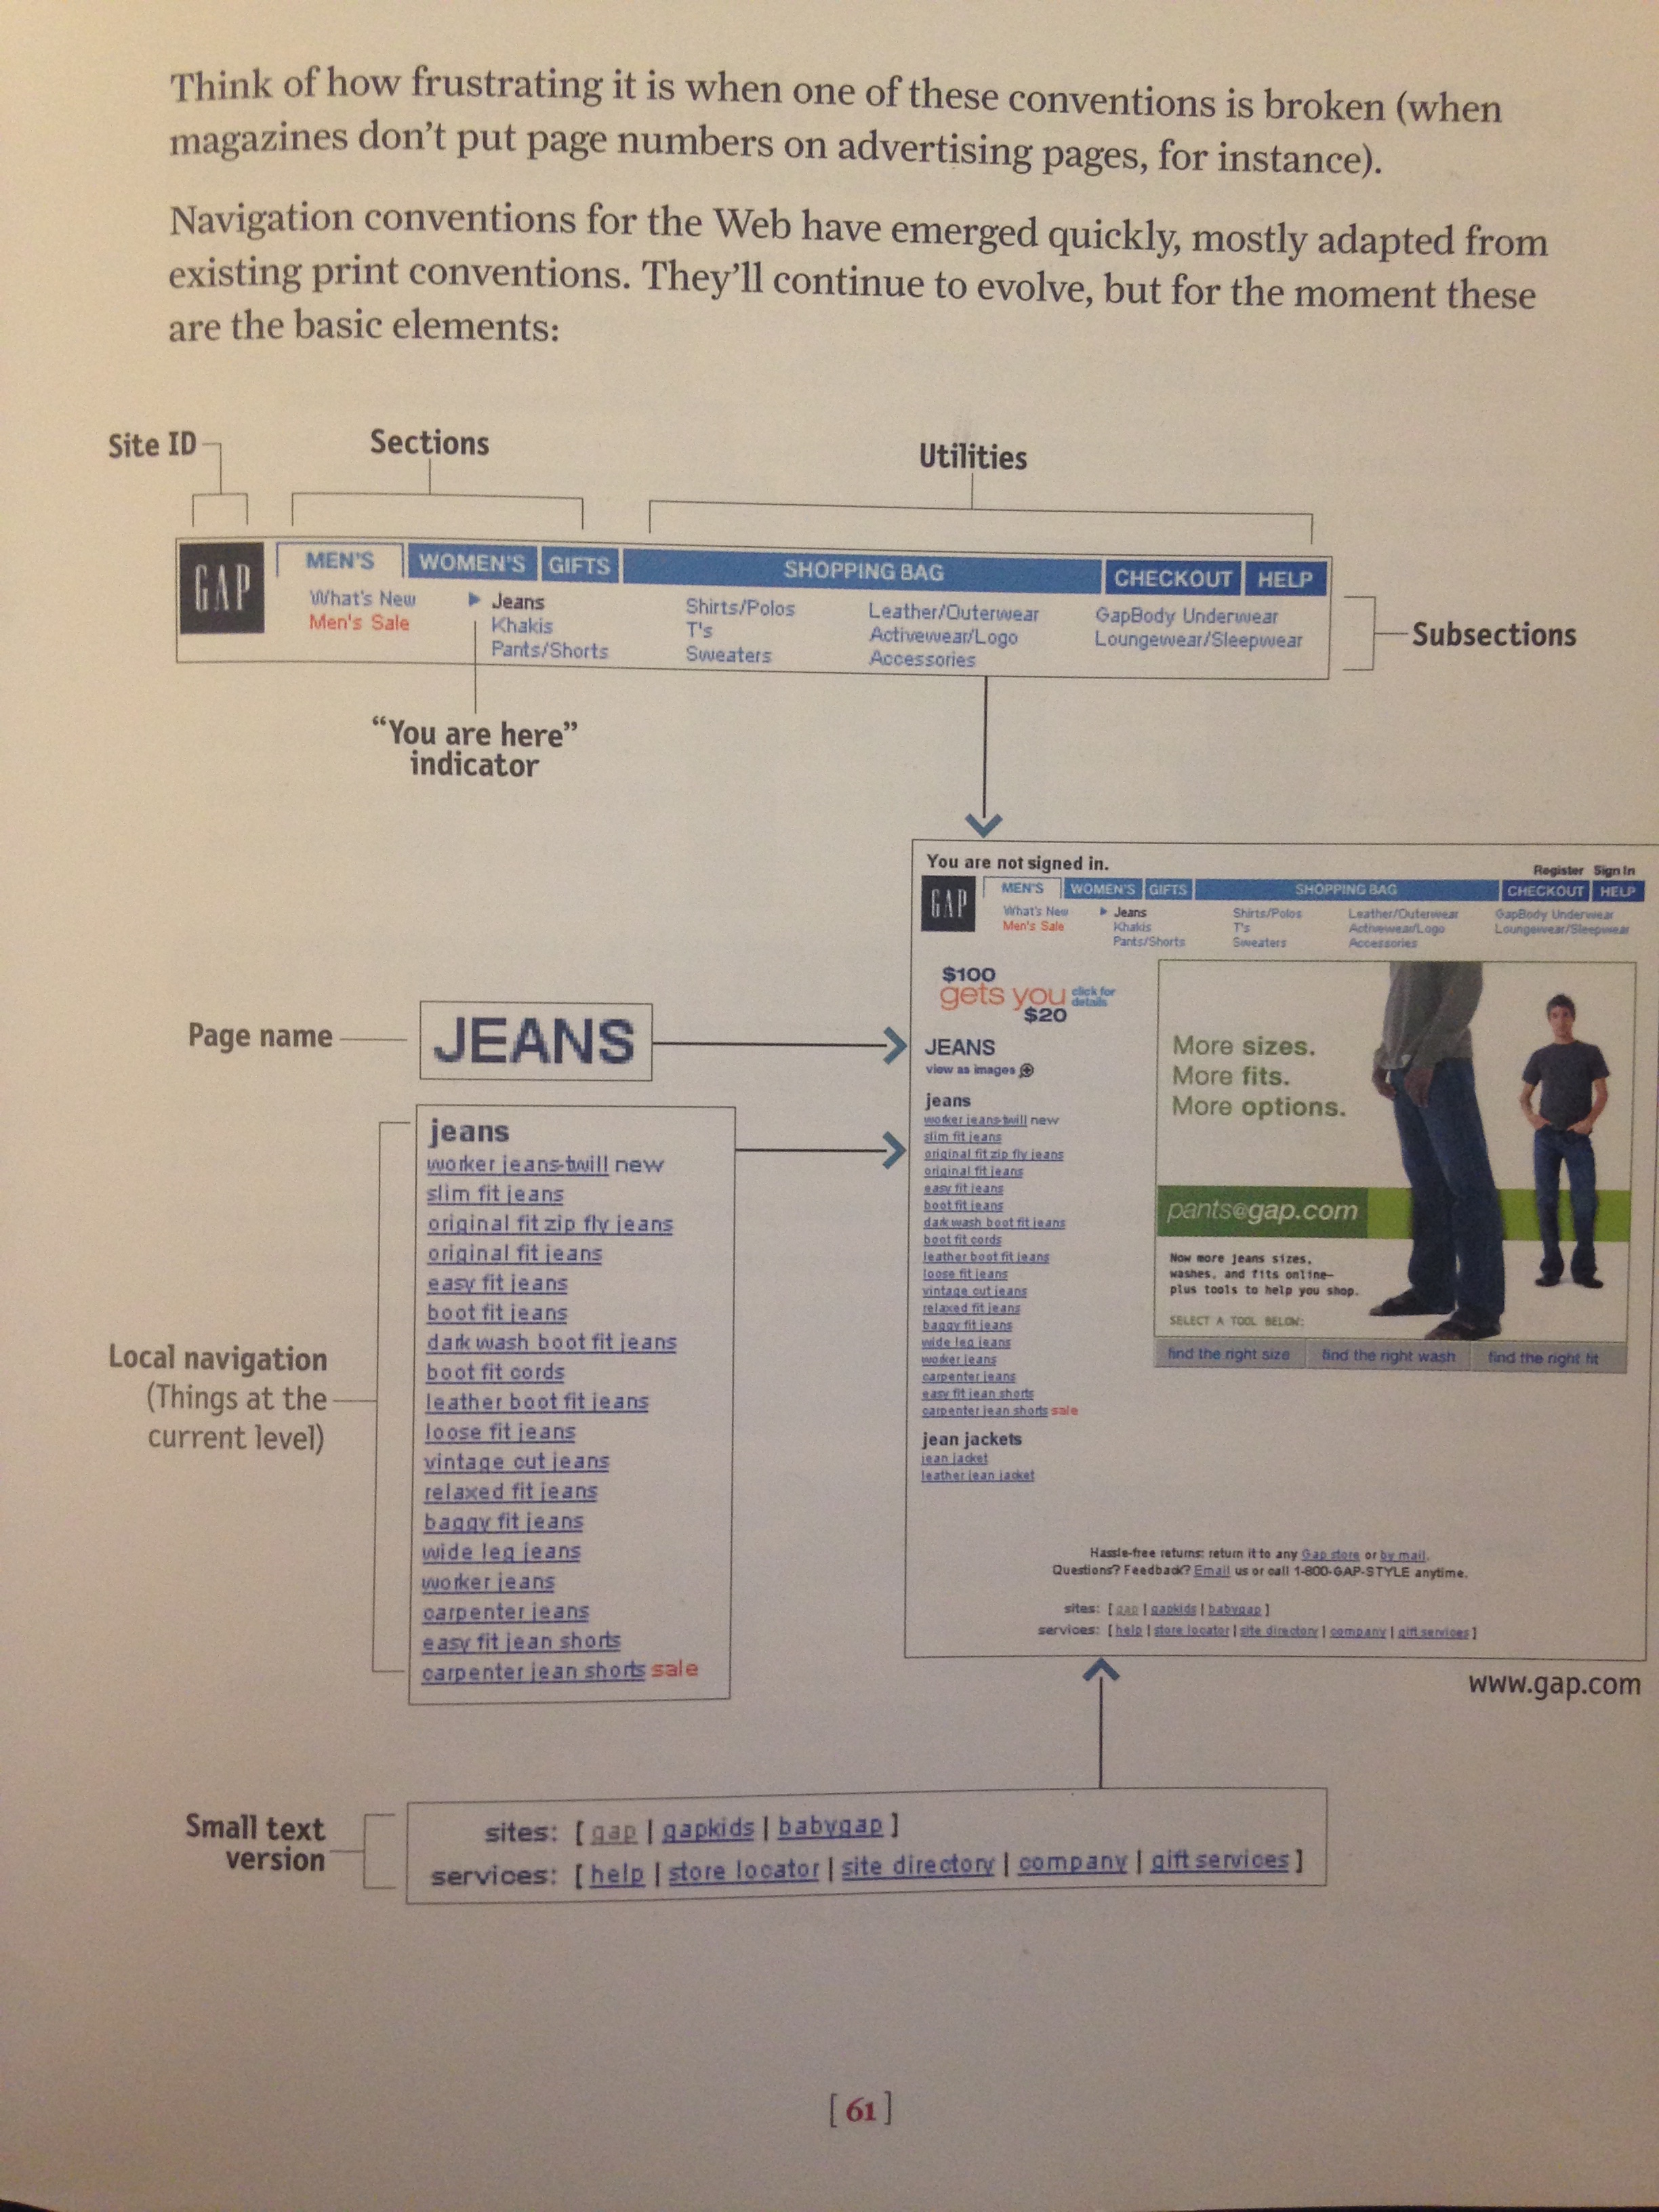 Think of how frustrating it is when one of these conventions is broken (when
magazines don't put page numbers on advertising pages, for instance).
Navigation conventions for the Web have emerged quickly, mostly adapted from
existing print conventions. They'll continue to evolve, but for the moment these
are the basic elements:
Site ID
Sections
Utilities
GAP
MEN'S WOMEN'S GIFTS SHOPPING BAG CHECKOUT HELP
What's New Jeans Shirts/Polos Leather/Outerwear GapBody Underwear
Men's Sale Khakis T's Activewear/Logo Loungewear/Sleepwear
Pants/Shorts Sweaters Accessories
Subsections
“You are here”
indicator
You are not signed in.
Register Sign In
GAP
MEN'S WOMEN'S GIFTS SHOPPING BAG CHECKOUT HELP
What's New Jeans Shirts/Polos Leather/Outerwear GapBody Underwear
Men's Sale Khakis T's Activewear/Logo Loungewear/Sleepwear
Pants/Shorts Sweaters Accessories
$100
gets you click for
details
$20
JEANS
view as images
jeans
worker jeans-twill new
slim fit jeans
original fit zip fly jeans
original fit jeans
easy fit jeans
boot fit jeans
dark wash boot fit jeans
boot fit cords
leather boot fit jeans
loose fit jeans
vintage cut jeans
relaxed fit jeans
baggy fit jeans
wide leg jeans
worker jeans
carpenter jeans
easy fit jean shorts
carpenter jean shorts sale
jean jackets
jean jacket
leather jean jacket
More sizes.
More fits.
More options.
pants@gap.com
Now more jeans sizes,
washes, and fits online–
plus tools to help you shop.
SELECT A TOOL BELOW:
find the right size find the right wash find the right fit
Hassle-free returns: return it to any Gap store or by mail.
Questions? Feedback? Email us or call 1-800-GAP-STYLE anytime.
sites: [ gap | gapkids | babygap ]
services: [ help | store locator | site directory | company | gift services ]
www.gap.com
Page name
JEANS
Local navigation
(Things at the
current level)
jeans
worker jeans-twill new
slim fit jeans
original fit zip fly jeans
original fit jeans
easy fit jeans
boot fit jeans
dark wash boot fit jeans
boot fit cords
leather boot fit jeans
loose fit jeans
vintage cut jeans
relaxed fit jeans
baggy fit jeans
wide leg jeans
worker jeans
carpenter jeans
easy fit jean shorts
carpenter jean shorts sale
Small text
version
sites: [ gap | gapkids | babygap ]
services: [ help | store locator | site directory | company | gift services ]
[ 61 ]